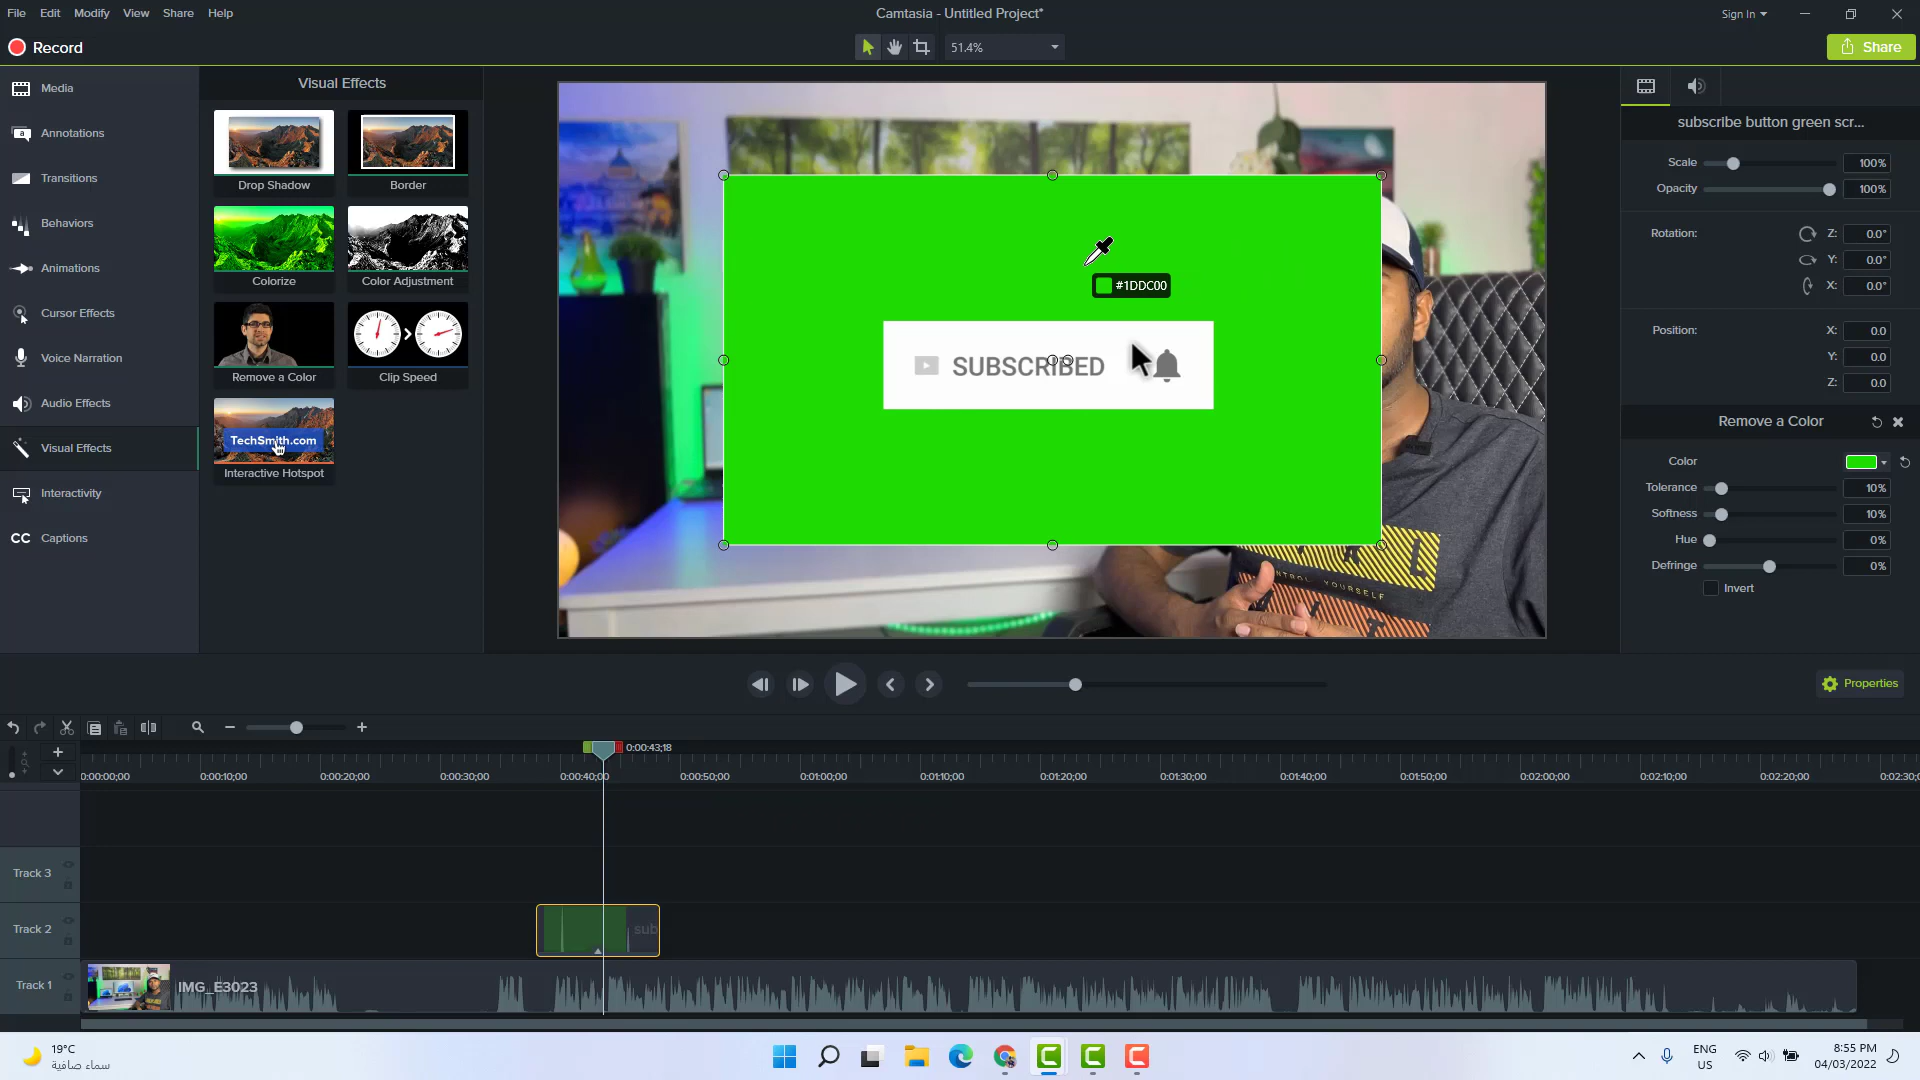 File Edit Modify View Share Help
Camtasia - Untitled Project*
Sign In
Record
51.4%
Share
Media
Annotations
Transitions
Behaviors
Animations
Cursor Effects
Voice Narration
Audio Effects
Visual Effects
Interactivity
CC Captions
Visual Effects
Drop Shadow Border
Colorize Color Adjustment
Remove a Color Clip Speed
TechSmith.com
Interactive Hotspot
#1DDC00
SUBSCRIBED
CONTROL YOURSELF
subscribe button green scr...
Scale 100%
Opacity 100%
Rotation: Z: 0.0°
Y: 0.0°
X: 0.0°
Position: X: 0.0
Y: 0.0
Z: 0.0
Remove a Color
Color
Tolerance 10%
Softness 10%
Hue 0%
Defringe 0%
Invert
Properties
0:00:43;18
0:00:00;00 0:00:10;00 0:00:20;00 0:00:30;00 0:00:40;00 0:00:50;00 0:01:00;00 0:01:10;00 0:01:20;00 0:01:30;00 0:01:40;00 0:01:50;00 0:02:00;00 0:02:10;00 0:02:20;00
Track 3
Track 2
sub
Track 1
IMG_E3023
19°C
سماء صافية
ENG
US
8:55 PM
04/03/2022